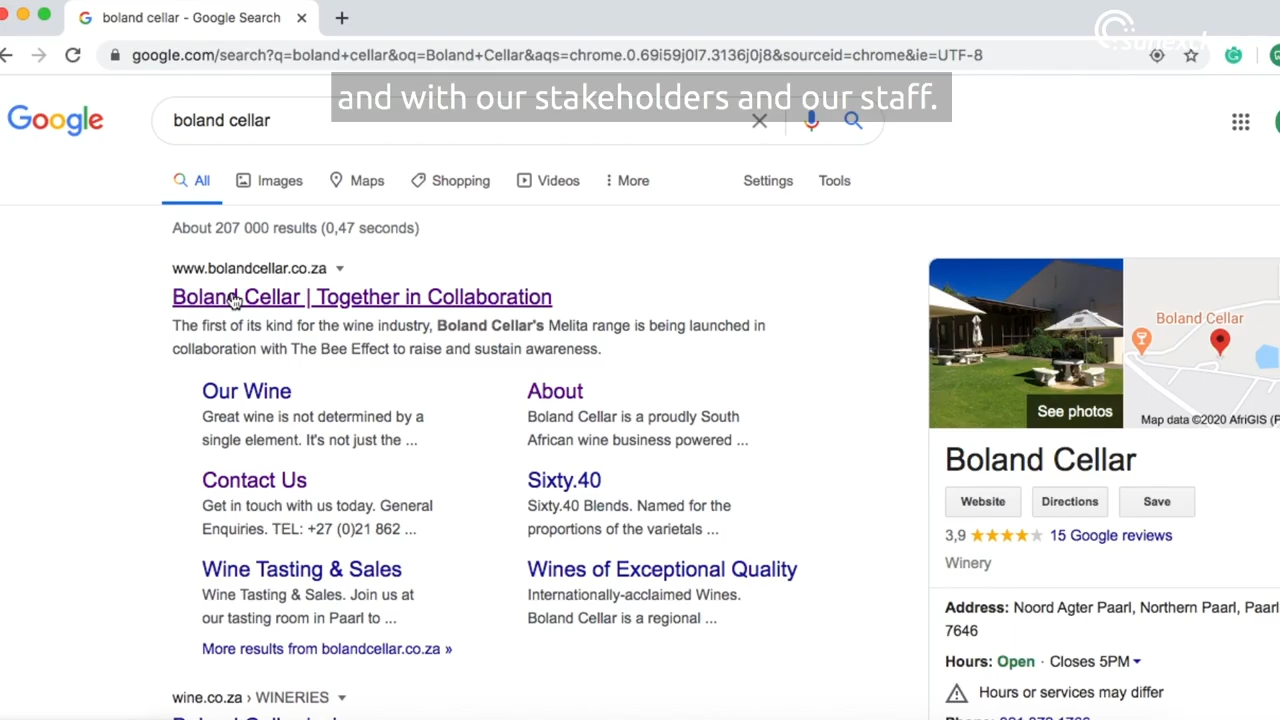 boland cellar - Google Search
google.com/search?q=boland+cellar&oq=Boland+Cellar&aqs=chrome.0.69i59j0l7.3136j0j8&sourceid=chrome&ie=UTF-8
and with our stakeholders and our staff.
Google
boland cellar
All Images Maps Shopping Videos More Settings Tools
About 207 000 results (0,47 seconds)
www.bolandcellar.co.za
Boland Cellar | Together in Collaboration
The first of its kind for the wine industry, Boland Cellar's Melita range is being launched in
collaboration with The Bee Effect to raise and sustain awareness.
Our Wine
Great wine is not determined by a
single element. It's not just the ...
About
Boland Cellar is a proudly South
African wine business powered ...
Contact Us
Get in touch with us today. General
Enquiries. TEL: +27 (0)21 862 ...
Sixty.40
Sixty.40 Blends. Named for the
proportions of the varietals ...
Wine Tasting & Sales
Wine Tasting & Sales. Join us at
our tasting room in Paarl to ...
Wines of Exceptional Quality
Internationally-acclaimed Wines.
Boland Cellar is a regional ...
More results from bolandcellar.co.za »
wine.co.za › WINERIES
See photos
Boland Cellar
Map data ©2020 AfriGIS (P
Boland Cellar
Website Directions Save
3,9 15 Google reviews
Winery
Address: Noord Agter Paarl, Northern Paarl, Paarl
7646
Hours: Open · Closes 5PM
Hours or services may differ